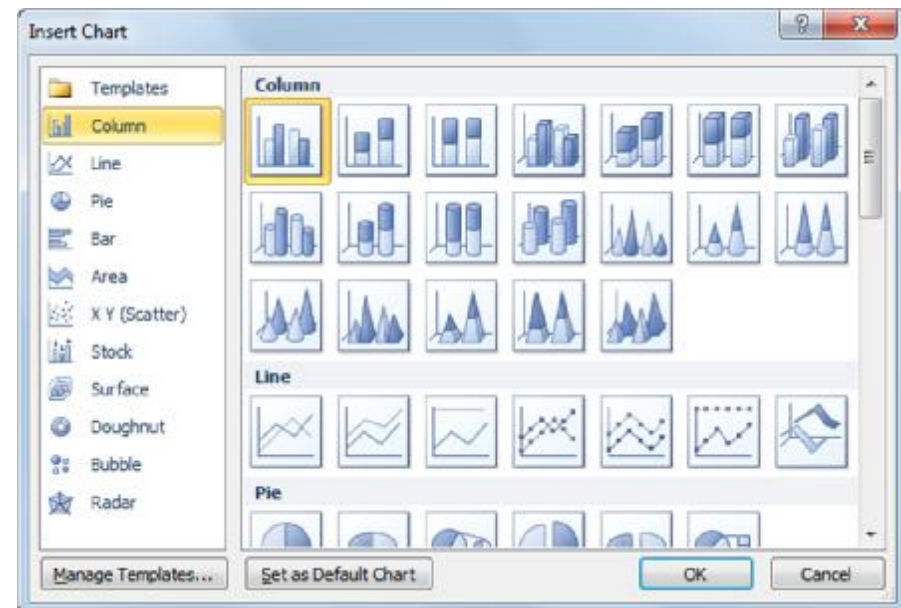 Insert Chart
Templates
Column
Line
Pie
Bar
Area
X Y (Scatter)
Stock
Surface
Doughnut
Bubble
Radar
Column
Line
Pie
Manage Templates...
Set as Default Chart
OK
Cancel